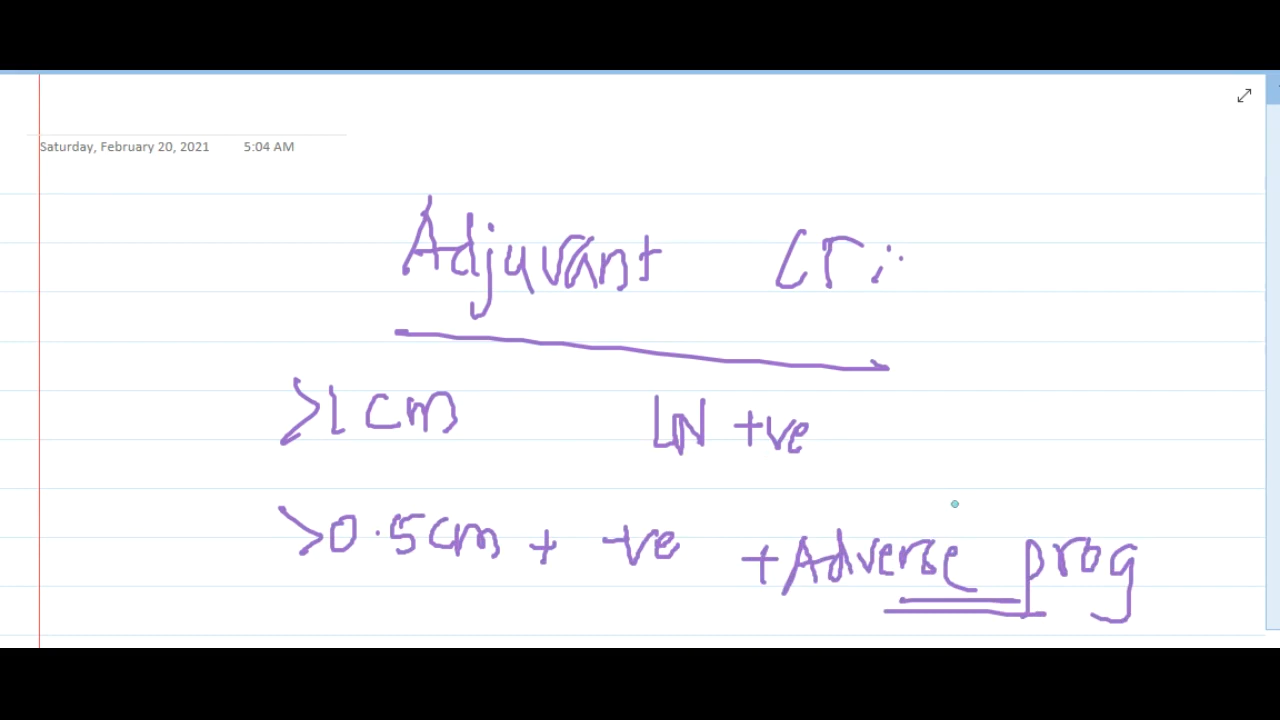 Saturday, February 20, 2021 5:04 AM
Adjuvant CT:
>1 cm LN +ve
>0.5cm + +ve + Adverse prog